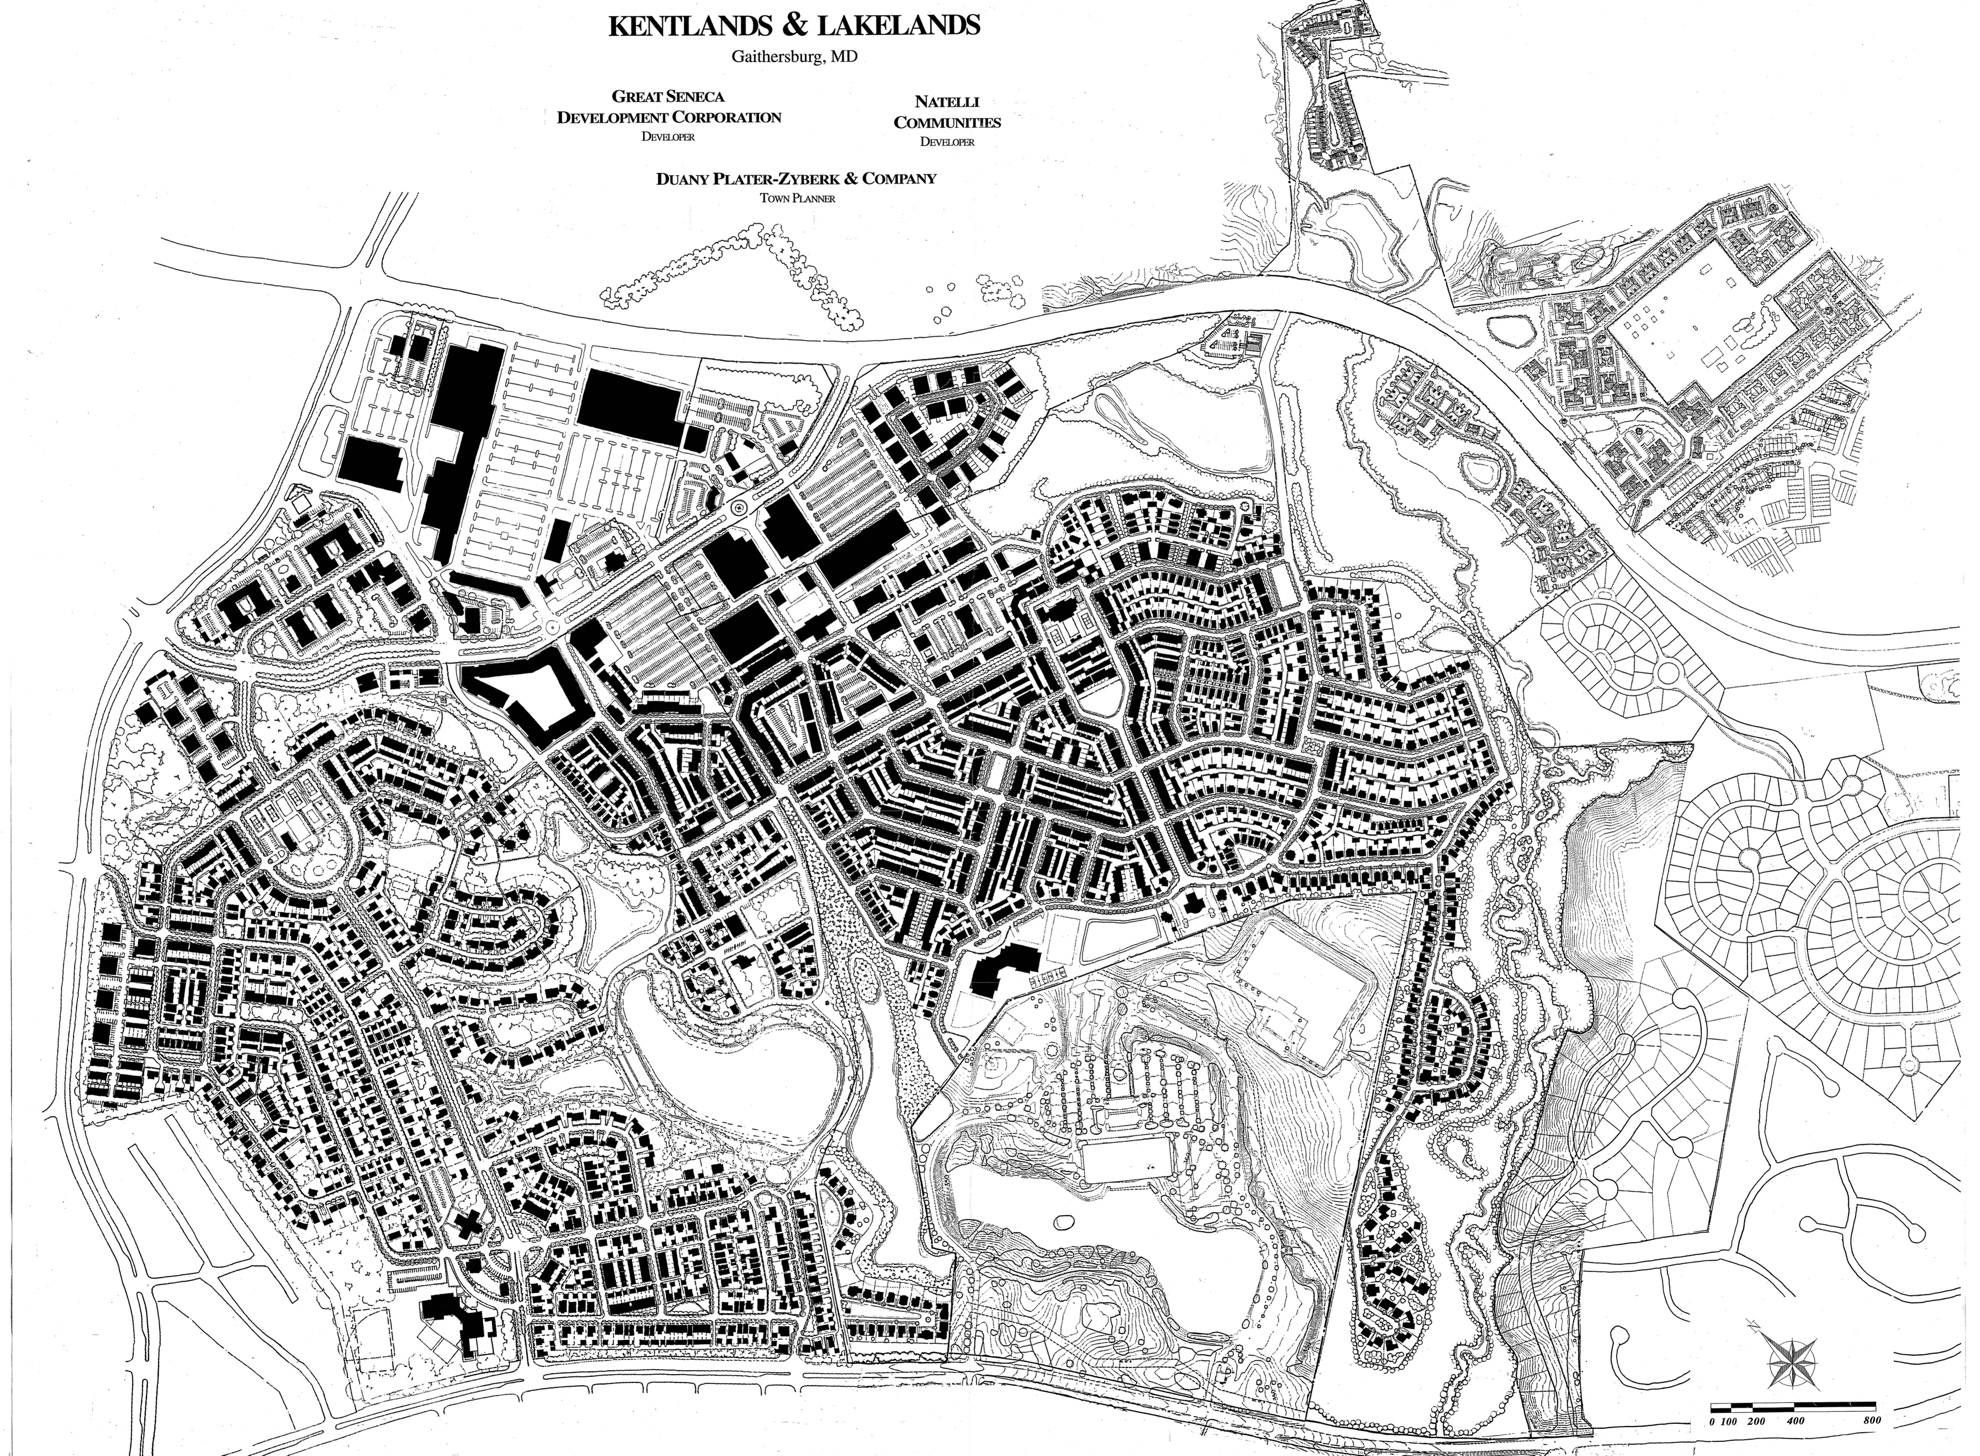 KENTLANDS & LAKELANDS
Gaithersburg, MD
GREAT SENECA
DEVELOPMENT CORPORATION
DEVELOPER
NATELLI
COMMUNITIES
DEVELOPER
DUANY PLATER-ZYBERK & COMPANY
TOWN PLANNER
N
0 100 200 400 800